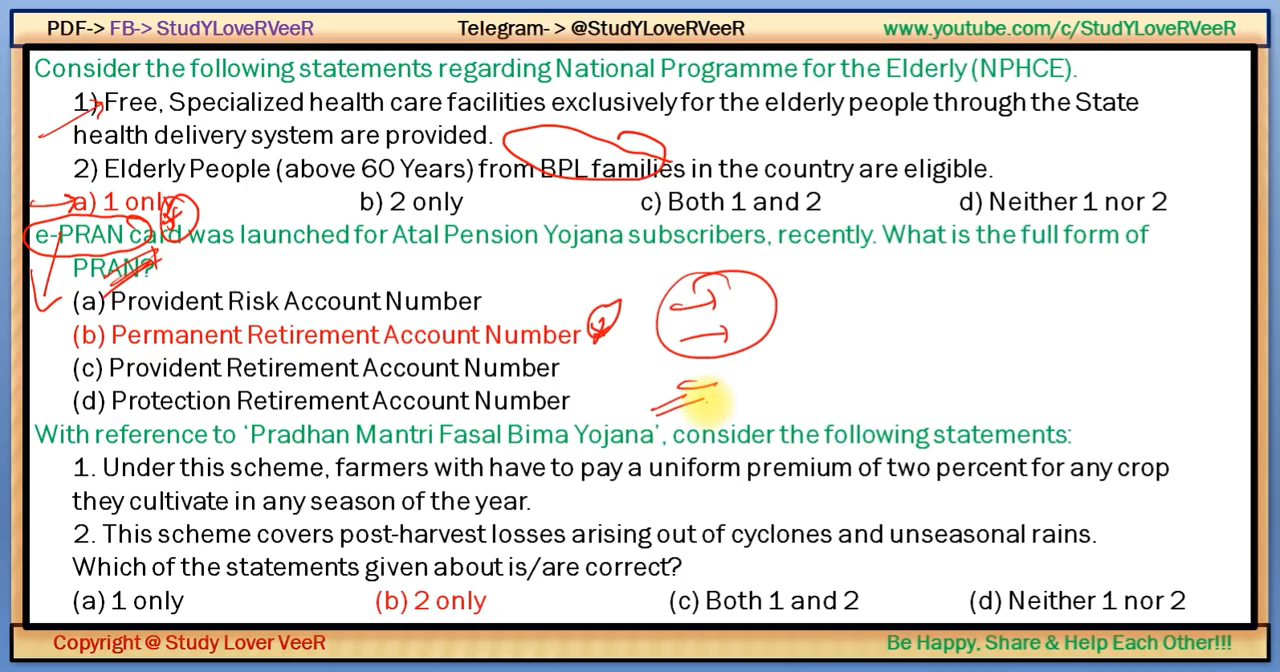 PDF-> FB-> StudYLoveRVeeR Telegram- > @StudYLoveRVeeR www.youtube.com/c/StudYLoveRVeeR
Consider the following statements regarding National Programme for the Elderly (NPHCE).
1) Free, Specialized health care facilities exclusively for the elderly people through the State
health delivery system are provided.
2) Elderly People (above 60 Years) from BPL families in the country are eligible.
a) 1 only b) 2 only c) Both 1 and 2 d) Neither 1 nor 2
e-PRAN card was launched for Atal Pension Yojana subscribers, recently. What is the full form of
PRAN?
(a) Provident Risk Account Number
(b) Permanent Retirement Account Number
(c) Provident Retirement Account Number
(d) Protection Retirement Account Number
With reference to ‘Pradhan Mantri Fasal Bima Yojana’, consider the following statements:
1. Under this scheme, farmers with have to pay a uniform premium of two percent for any crop
they cultivate in any season of the year.
2. This scheme covers post-harvest losses arising out of cyclones and unseasonal rains.
Which of the statements given about is/are correct?
(a) 1 only (b) 2 only (c) Both 1 and 2 (d) Neither 1 nor 2
Copyright @ Study Lover VeeR Be Happy, Share & Help Each Other!!!